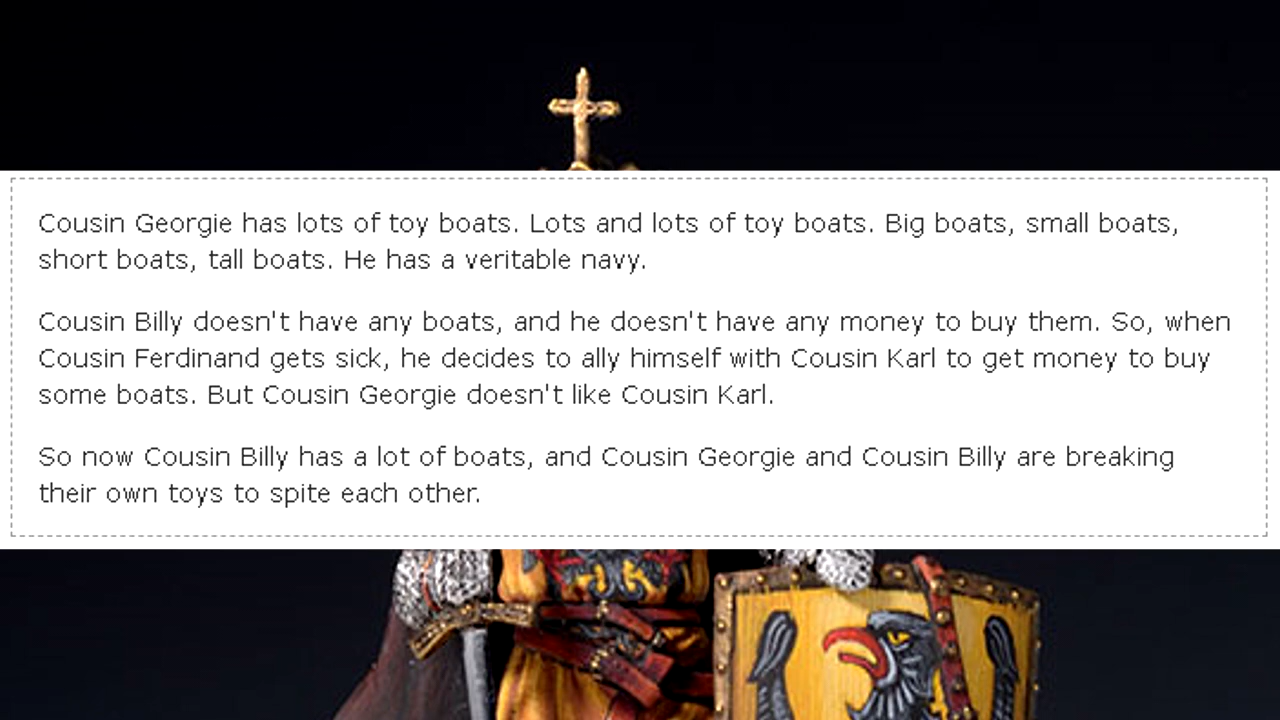 Cousin Georgie has lots of toy boats. Lots and lots of toy boats. Big boats, small boats,
short boats, tall boats. He has a veritable navy.
Cousin Billy doesn't have any boats, and he doesn't have any money to buy them. So, when
Cousin Ferdinand gets sick, he decides to ally himself with Cousin Karl to get money to buy
some boats. But Cousin Georgie doesn't like Cousin Karl.
So now Cousin Billy has a lot of boats, and Cousin Georgie and Cousin Billy are breaking
their own toys to spite each other.